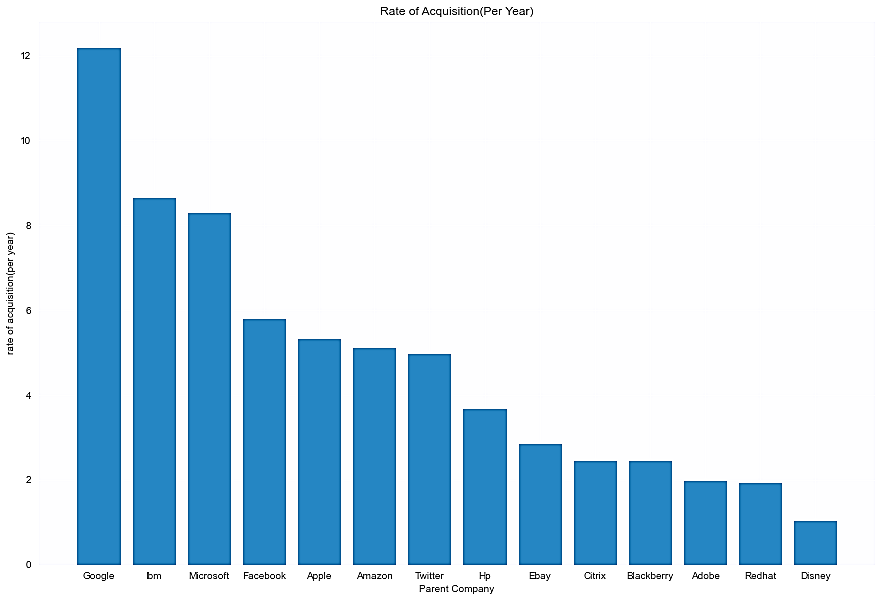 Rate of Acquisition(Per Year)
rate of acquisition(per year)
12
10
8
6
4
2
0
Google Ibm Microsoft Facebook Apple Amazon Twitter Hp Ebay Citrix Blackberry Adobe Redhat Disney
Parent Company